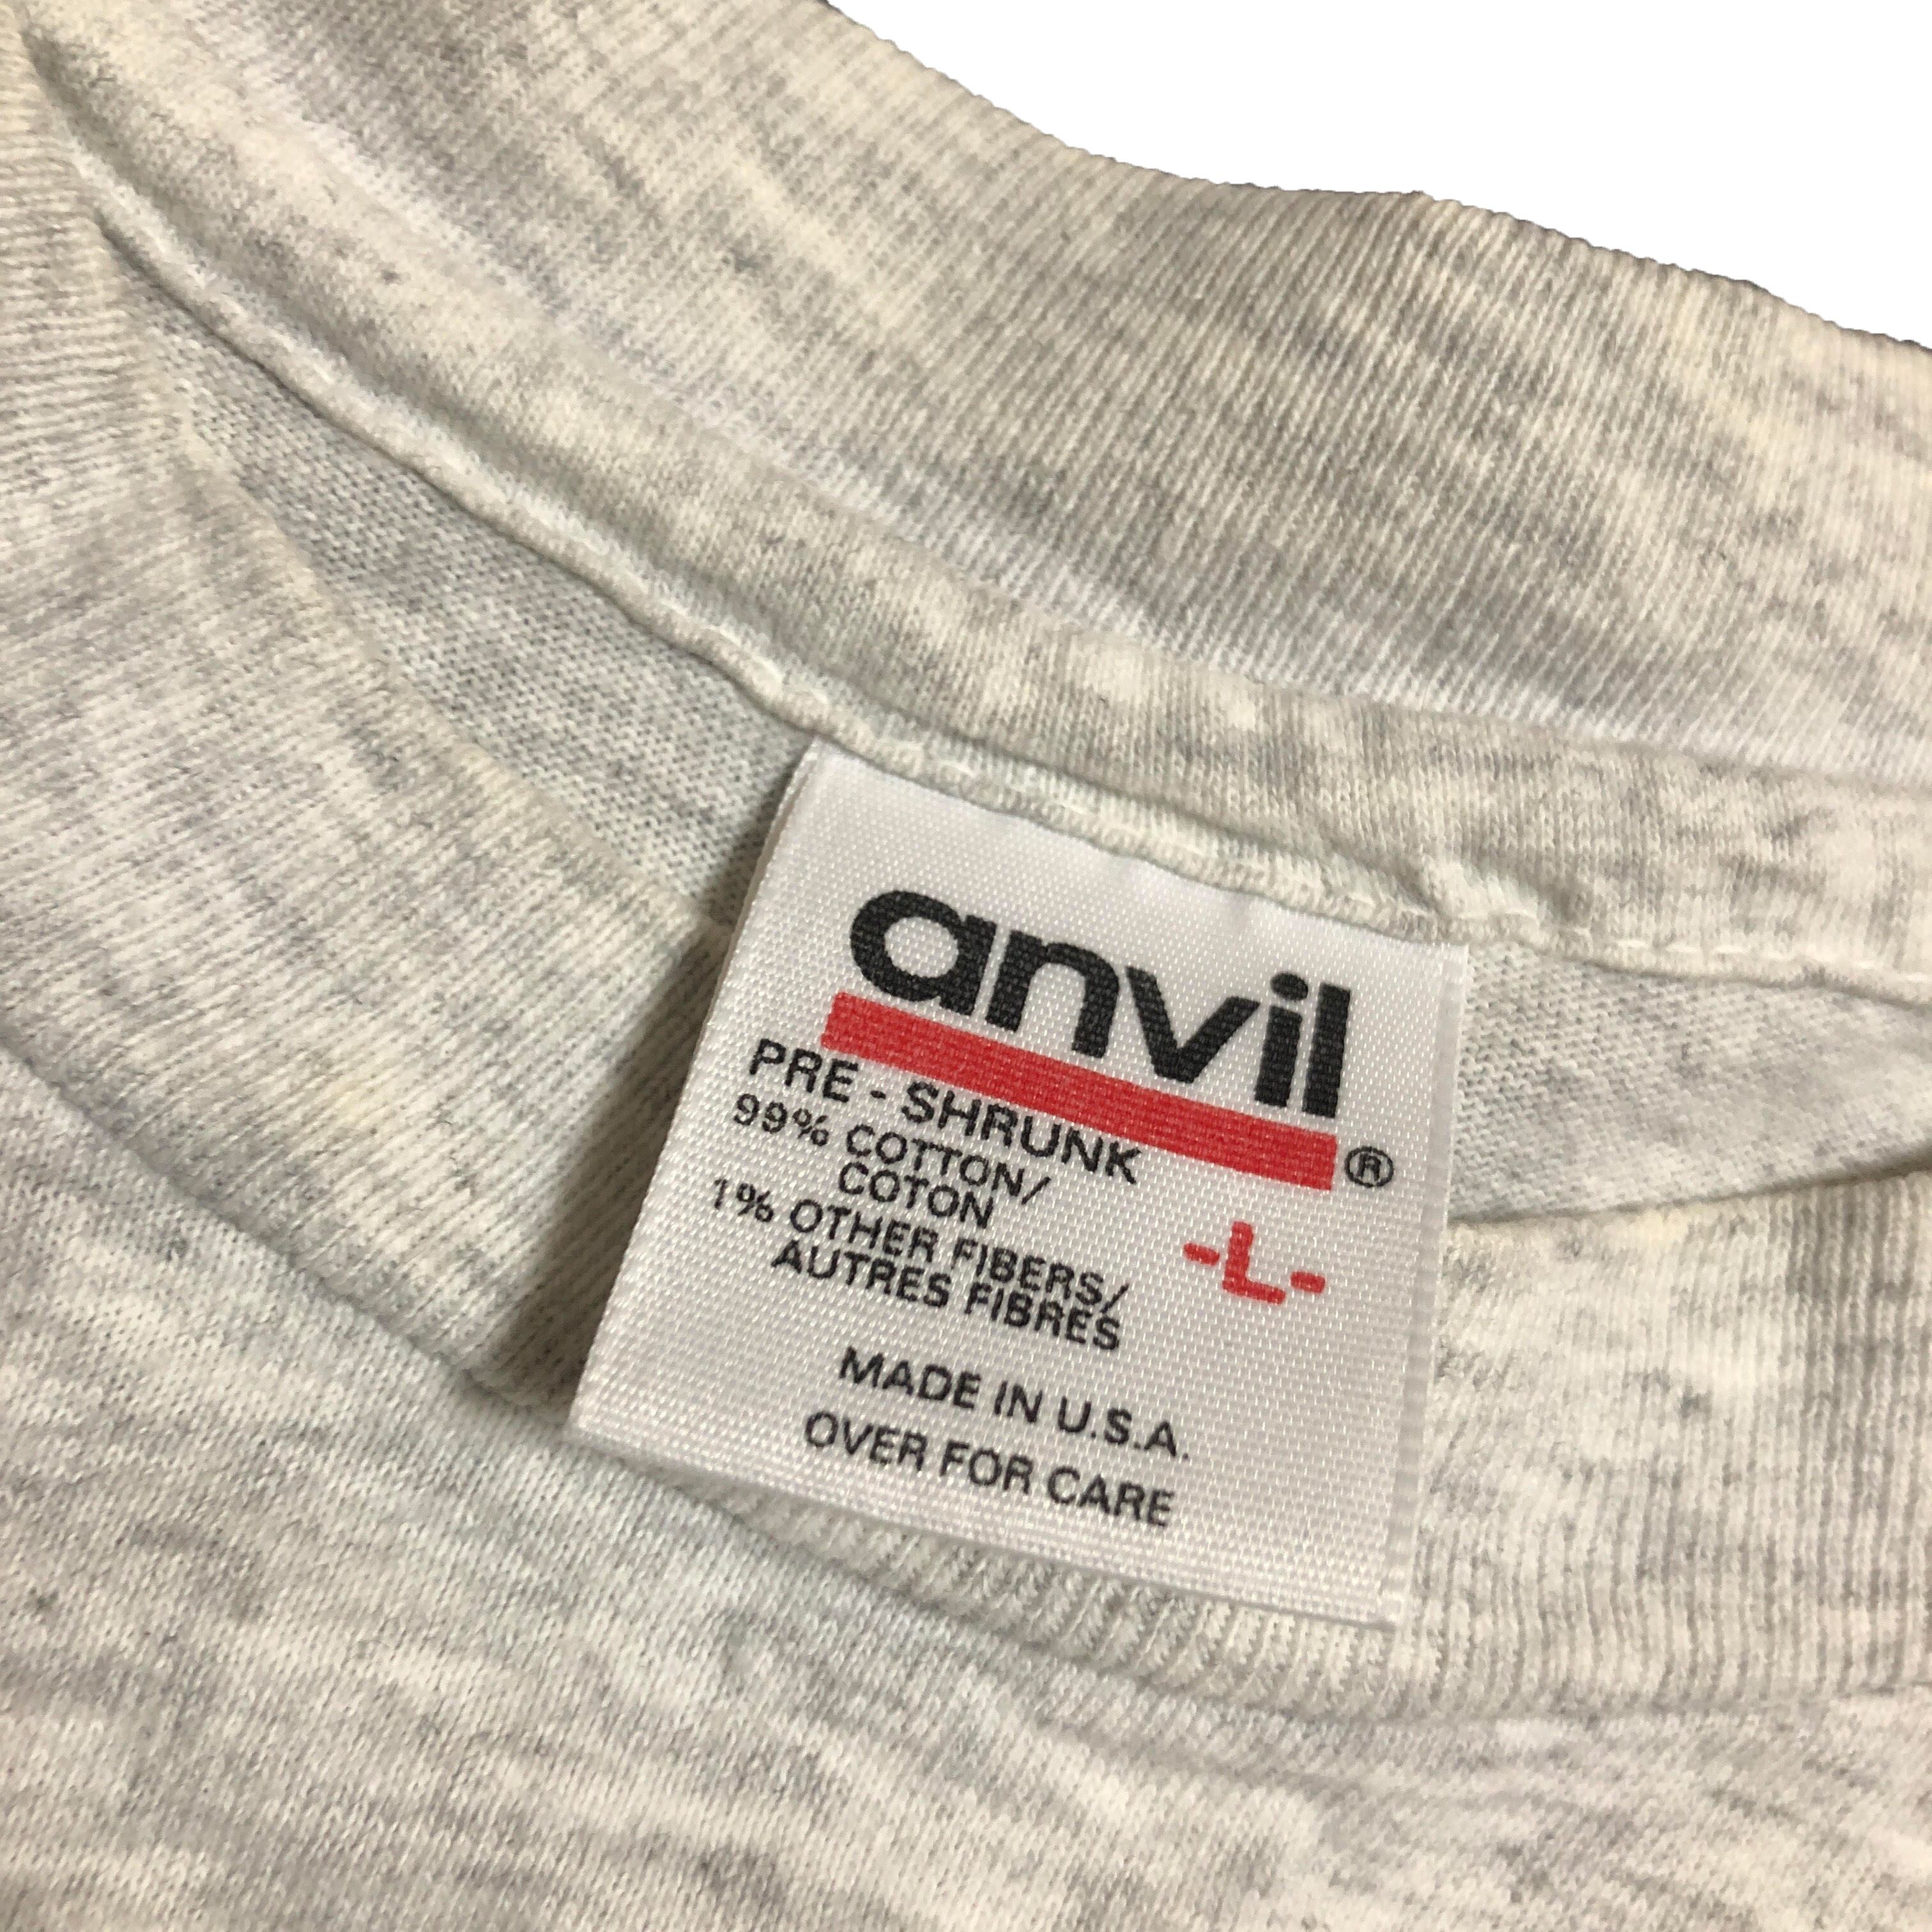 anvil®
PRE - SHRUNK
99% COTTON/
COTON
1% OTHER FIBERS/
AUTRES FIBRES
-L-
MADE IN U.S.A.
OVER FOR CARE